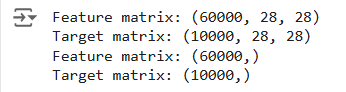 Feature matrix: (60000, 28, 28)
Target matrix: (10000, 28, 28)
Feature matrix: (60000,)
Target matrix: (10000,)